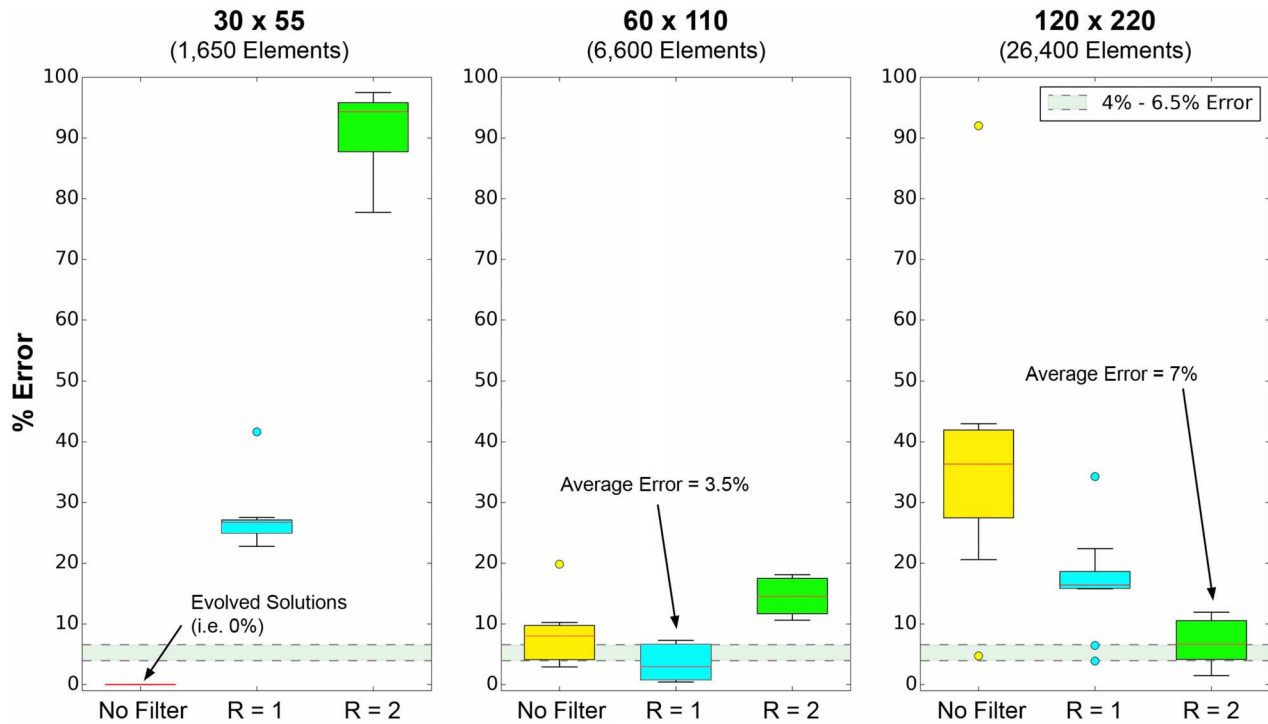 30 x 55
(1,650 Elements)
60 x 110
(6,600 Elements)
120 x 220
(26,400 Elements)
% Error
100
90
80
70
60
50
40
30
20
10
0
Evolved Solutions
(i.e. 0%)
No Filter
R = 1
R = 2
100
90
80
70
60
50
40
30
20
10
0
Average Error = 3.5%
No Filter
R = 1
R = 2
100
90
80
70
60
50
40
30
20
10
0
4% - 6.5% Error
Average Error = 7%
No Filter
R = 1
R = 2